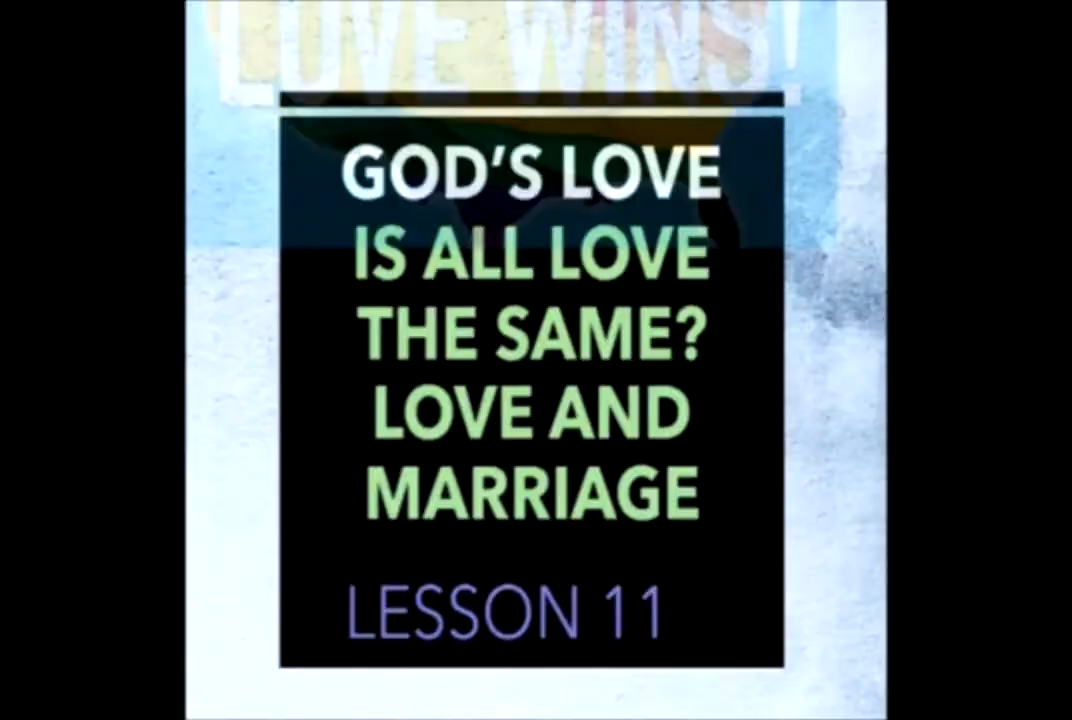 LOVE WINS!
GOD'S LOVE
IS ALL LOVE
THE SAME?
LOVE AND
MARRIAGE
LESSON 11